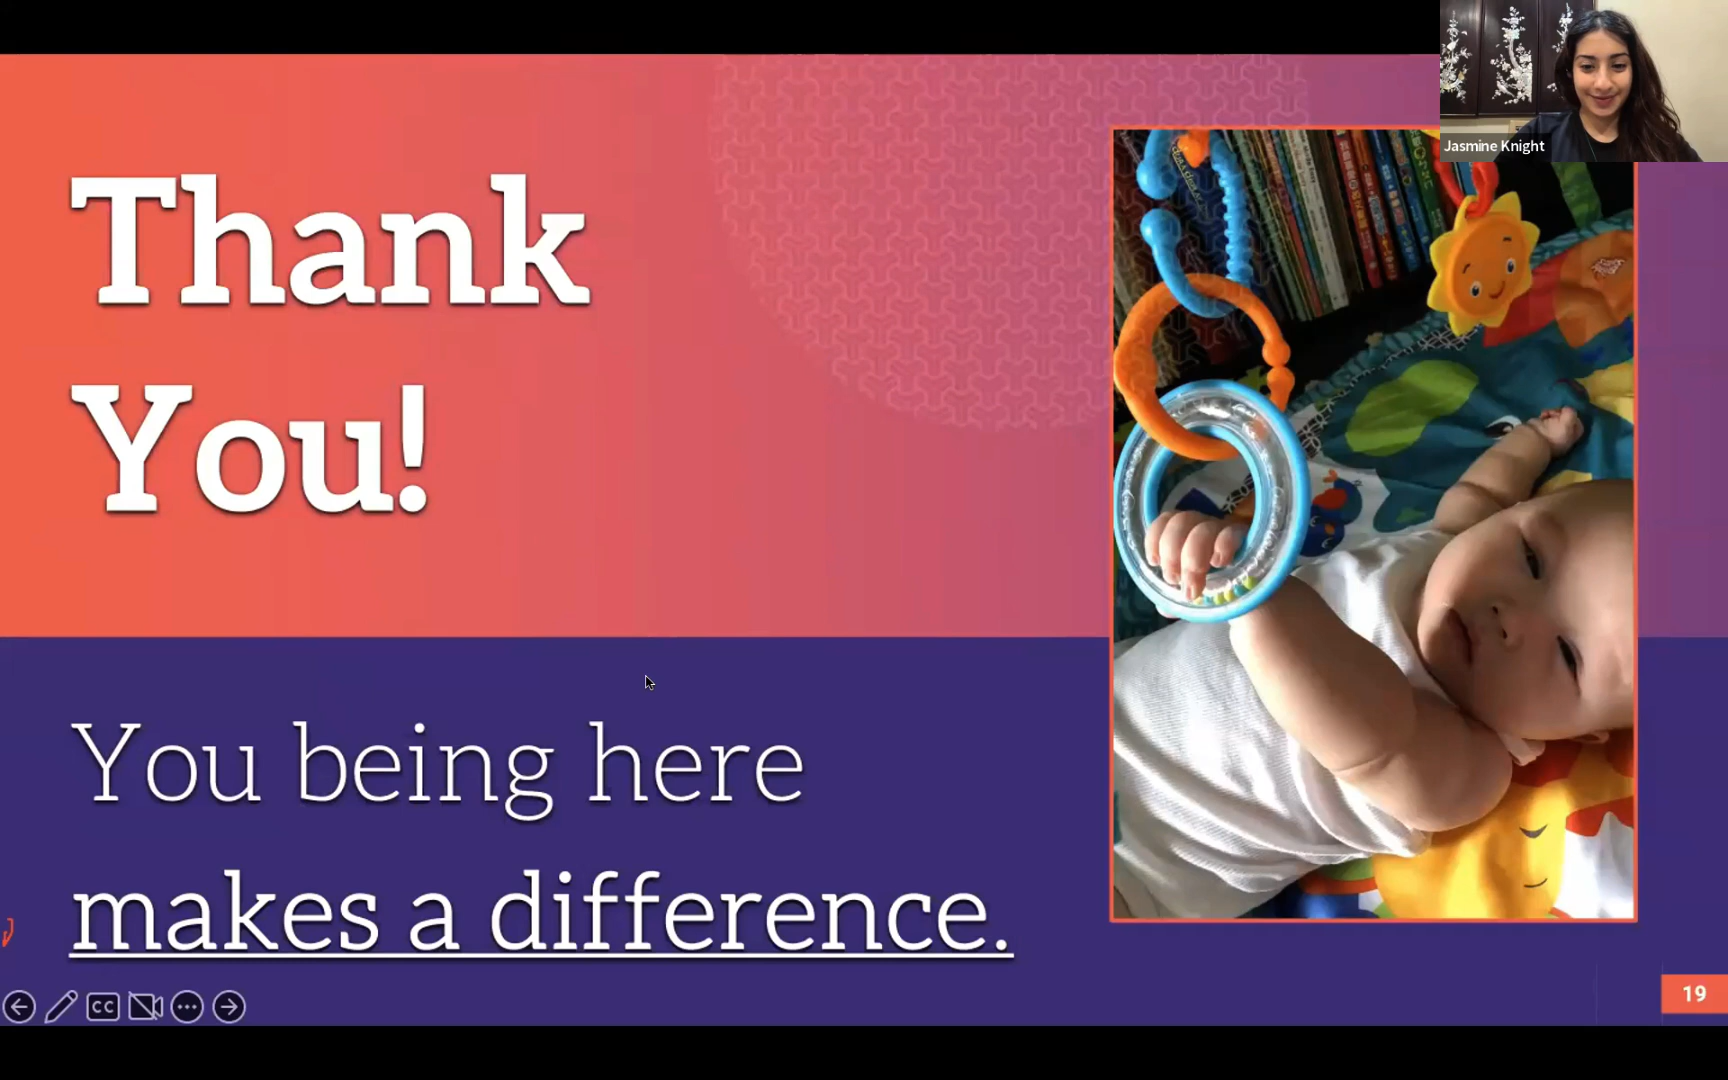 Jasmine Knight
Thank
You!
You being here
makes a difference.
CC
19